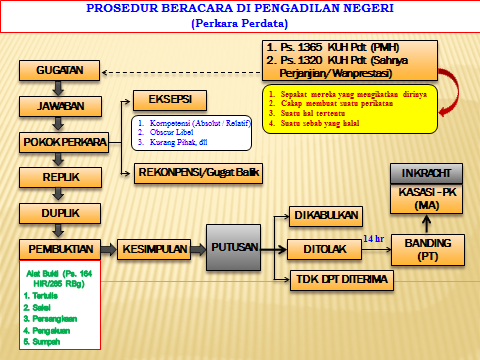 PROSEDUR BERACARA DI PENGADILAN NEGERI
(Perkara Perdata)
1. Ps. 1365 KUH Pdt (PMH)
2. Ps. 1320 KUH Pdt (Sahnya
Perjanjian/Wanprestasi)
GUGATAN
1. Sepakat mereka yang mengikatkan dirinya
2. Cakap membuat suatu perikatan
3. Suatu hal tertentu
4. Suatu sebab yang halal
JAWABAN
EKSEPSI
1. Kompetensi (Absolut / Relatif)
2. Obscur Libel
3. Kurang Pihak, dll
POKOK PERKARA
REPLIK
REKONPENSI/Gugat Balik
DUPLIK
PEMBUKTIAN
KESIMPULAN
PUTUSAN
DIKABULKAN
DITOLAK
TDK DPT DITERIMA
14 hr
BANDING
(PT)
KASASI - PK
(MA)
INKRACHT
Alat Bukti (Ps. 164
HIR/285 RBg)
1. Tertulis
2. Saksi
3. Persangkaan
4. Pengakuan
5. Sumpah